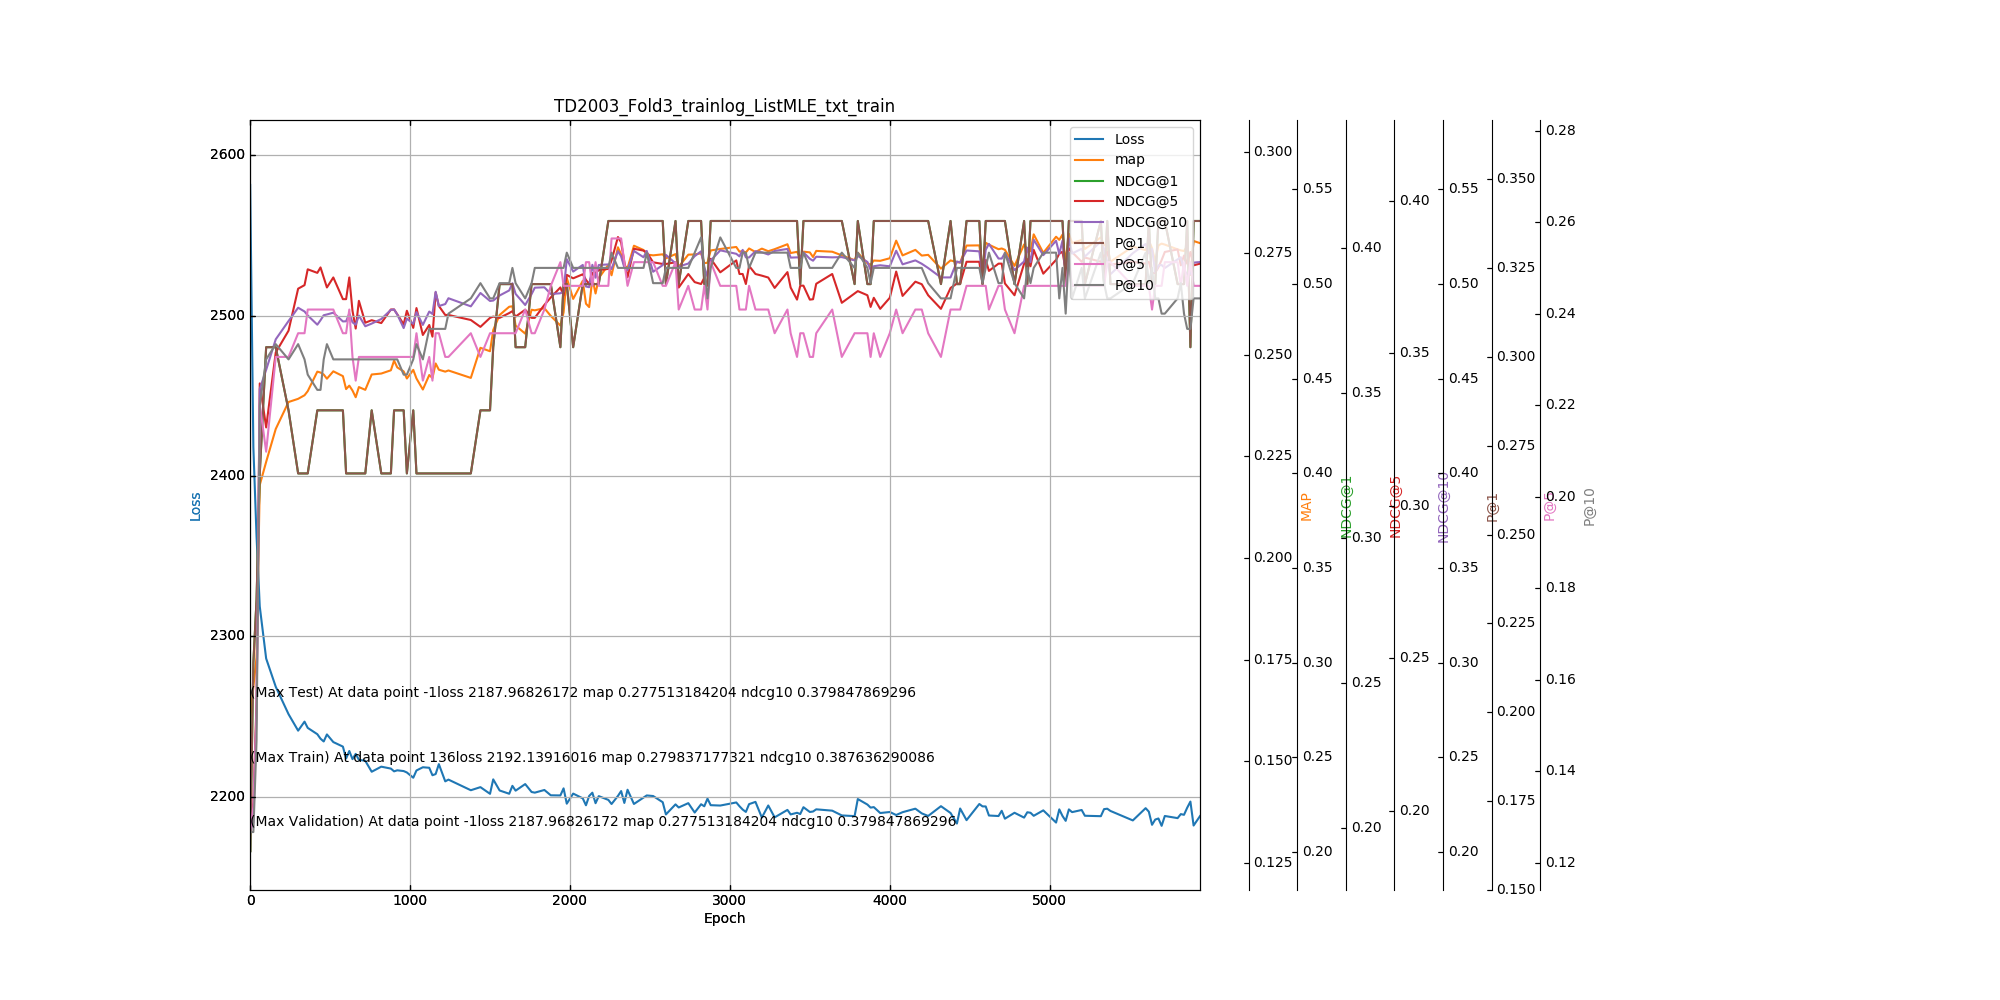 TD2003_Fold3_trainlog_ListMLE_txt_train
Loss
map
NDCG@1
NDCG@5
NDCG@10
P@1
P@5
P@10
2600
2500
2400
2300
2200
Loss
(Max Test) At data point -1loss 2187.96826172 map 0.277513184204 ndcg10 0.379847869296
(Max Train) At data point 136loss 2192.13916016 map 0.279837177321 ndcg10 0.387636290086
(Max Validation) At data point -1loss 2187.96826172 map 0.277513184204 ndcg10 0.379847869296
0 1000 2000 3000 4000 5000
Epoch
0.300
0.275
0.250
0.225
0.200
0.175
0.150
0.125
MAP
0.55
0.50
0.45
0.40
0.35
0.30
0.25
0.20
NDCG@1
0.40
0.35
0.30
0.25
0.20
NDCG@5
0.40
0.35
0.30
0.25
0.20
NDCG@10
0.55
0.50
0.45
0.40
0.35
0.30
0.25
0.20
P@1
0.350
0.325
0.300
0.275
0.250
0.225
0.200
0.175
0.150
P@5
0.28
0.26
0.24
0.22
0.20
0.18
0.16
0.14
0.12
P@10